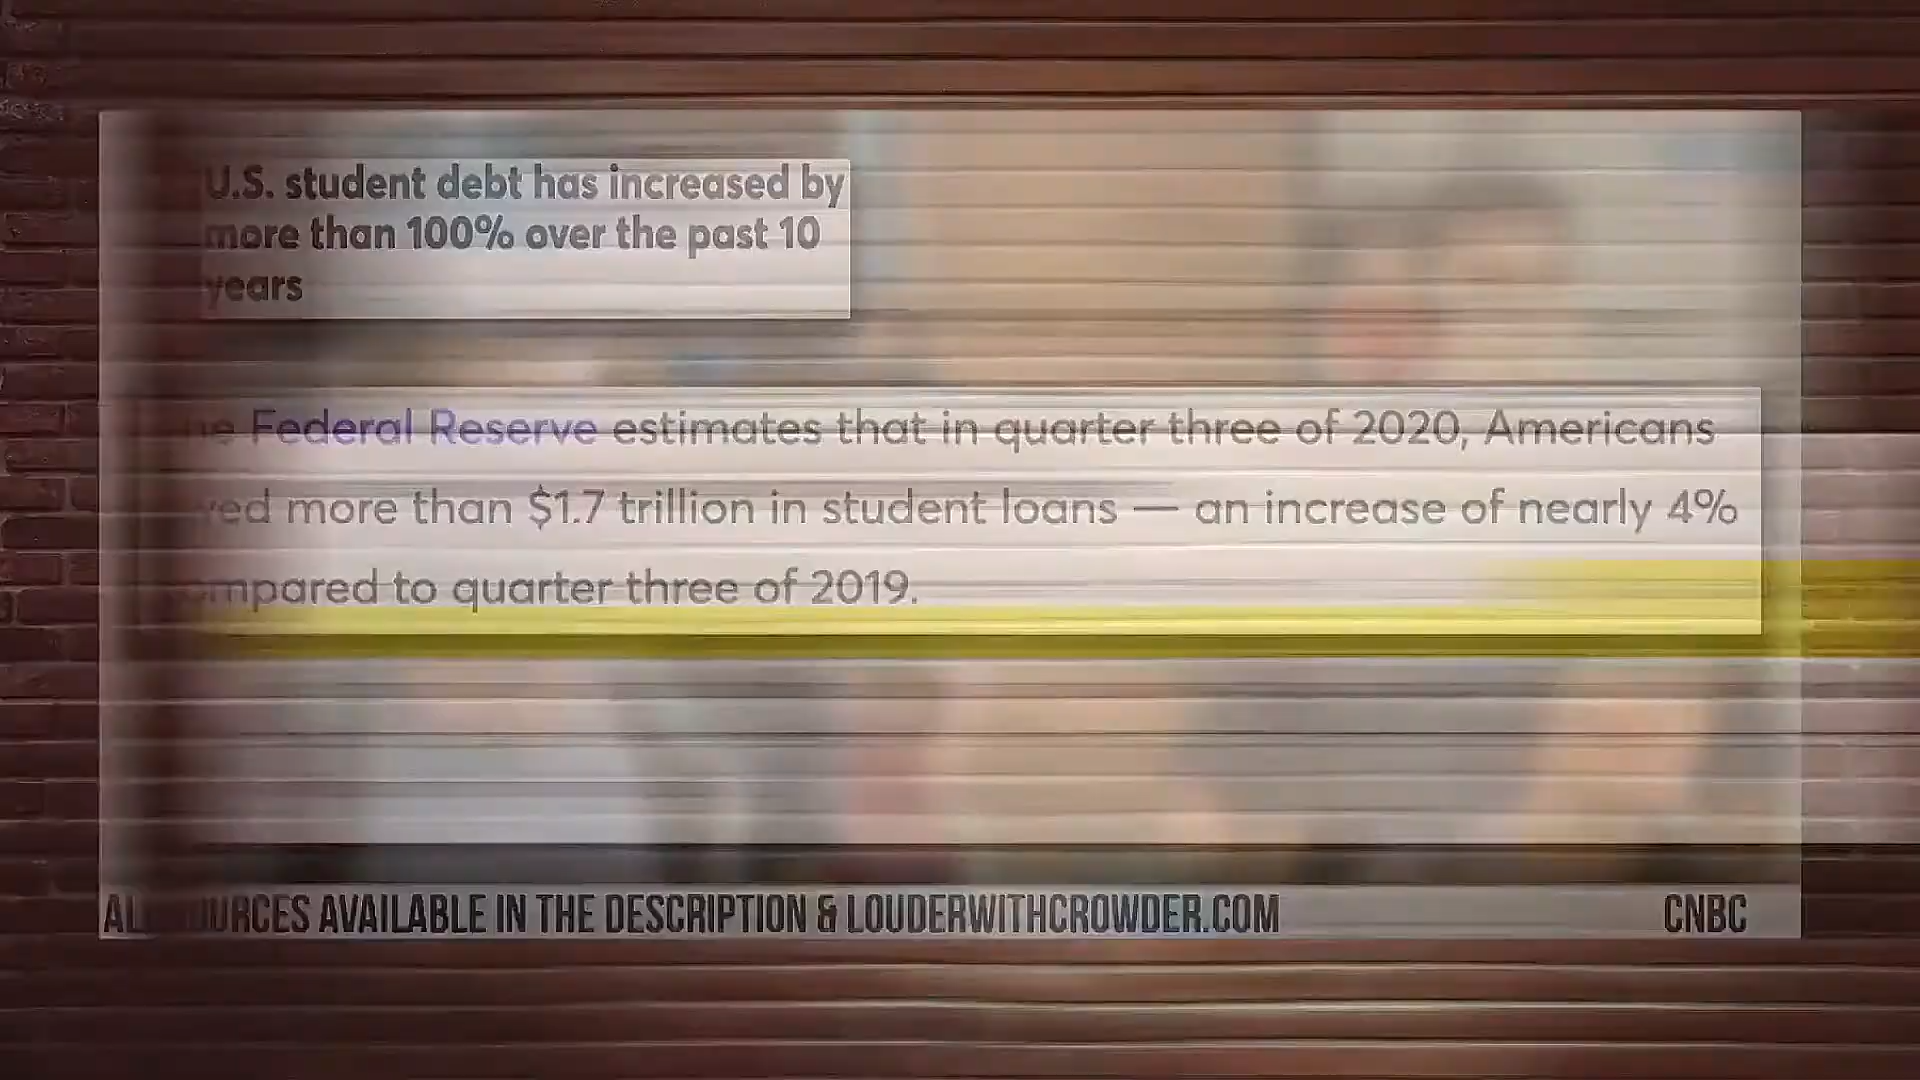 U.S. student debt has increased by
more than 100% over the past 10
years
Federal Reserve estimates that in quarter three of 2020, Americans
more than $1.7 trillion in student loans — an increase of nearly 4%
compared to quarter three of 2019.
ALL SOURCES AVAILABLE IN THE DESCRIPTION & LOUDERWITHCROWDER.COM
CNBC